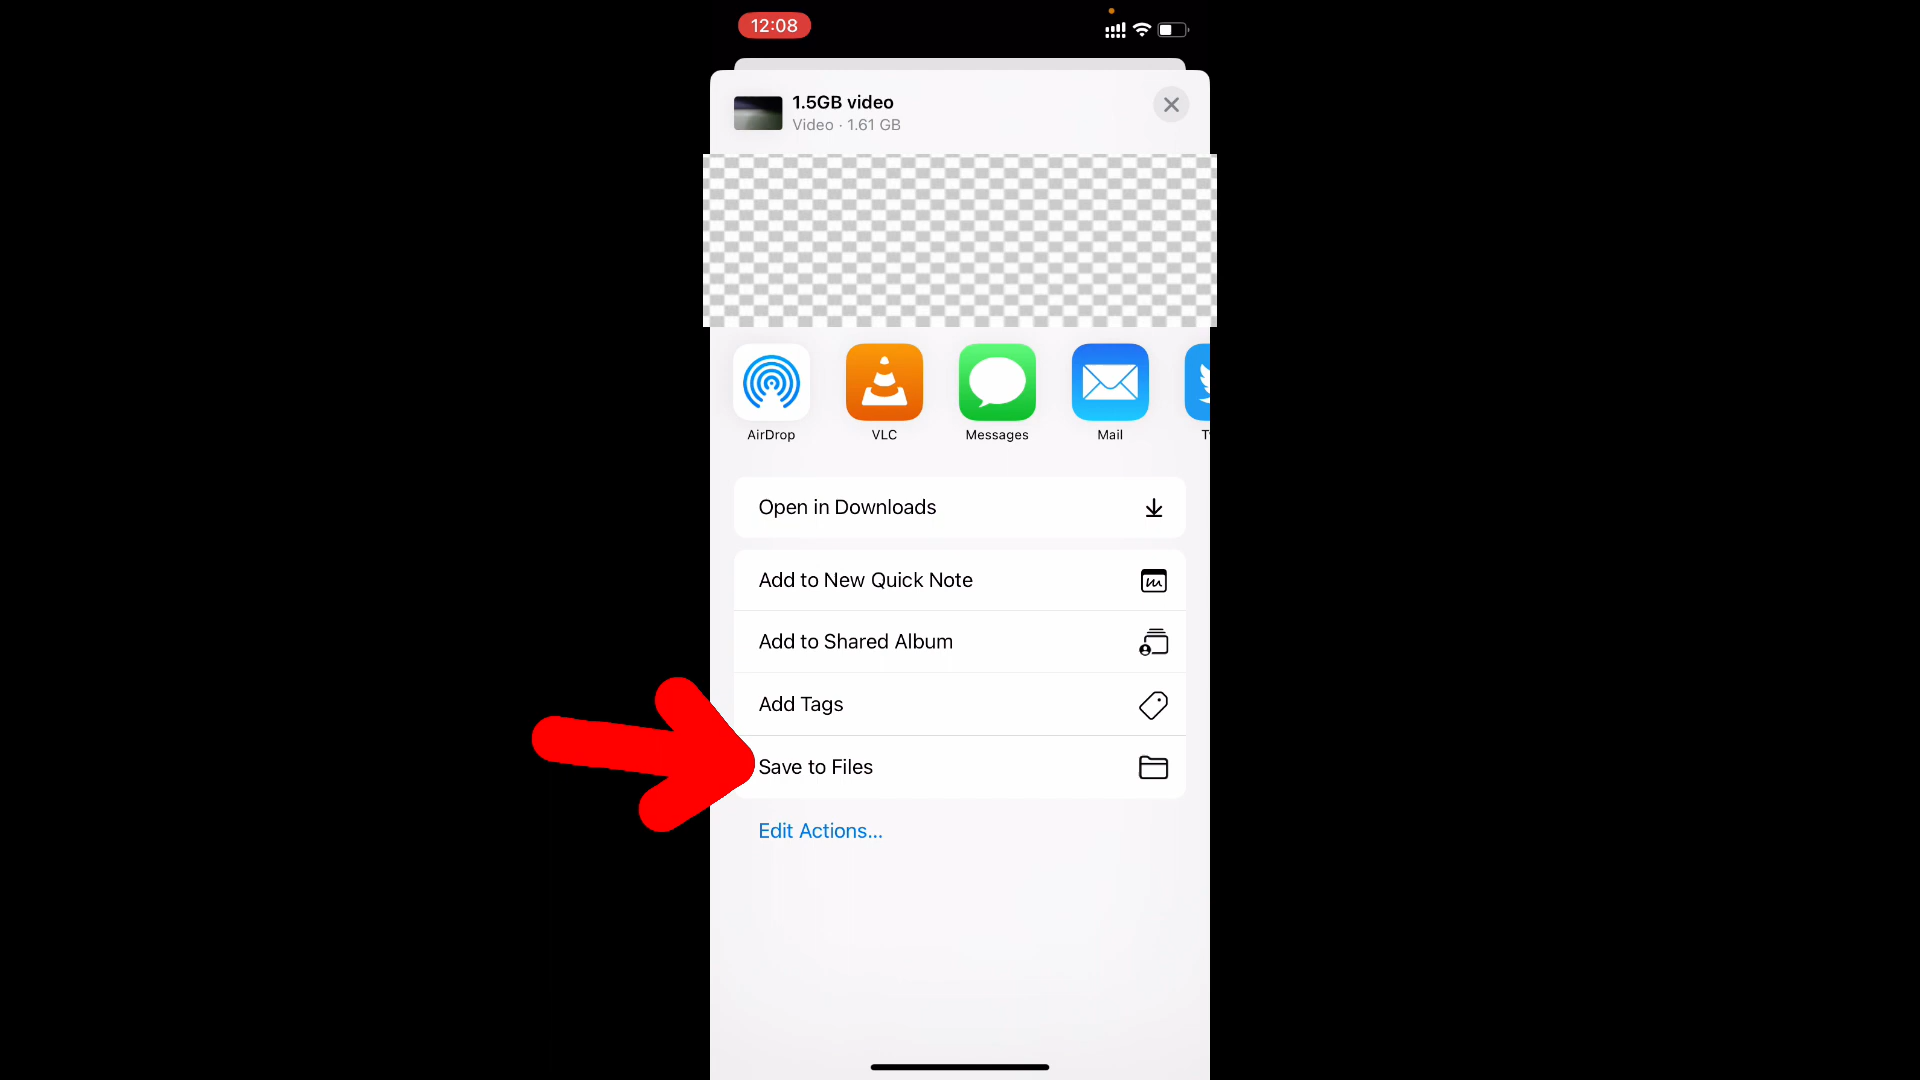 12:08
1.5GB video
Video · 1.61 GB
AirDrop
VLC
Messages
Mail
Open in Downloads
Add to New Quick Note
Add to Shared Album
Add Tags
Save to Files
Edit Actions...